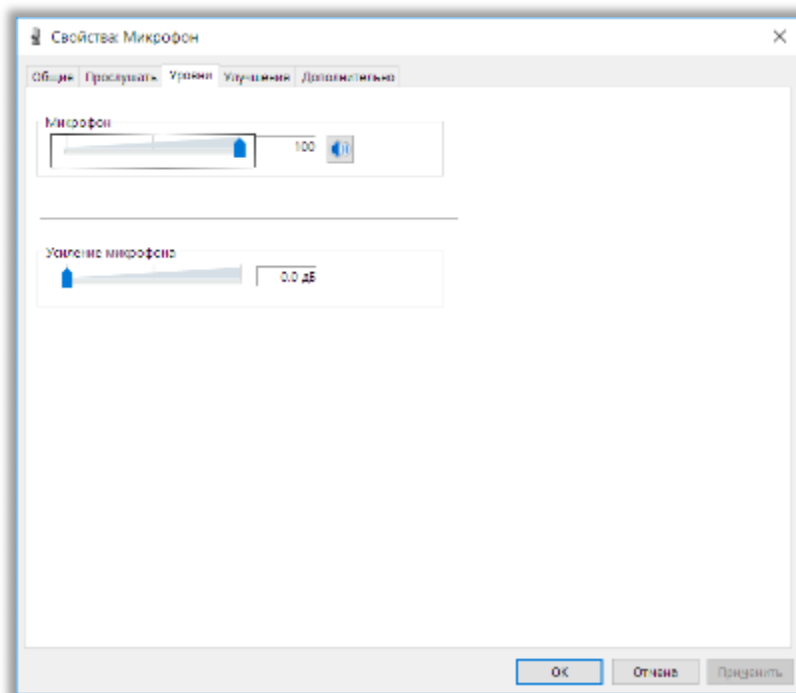 Свойства: Микрофон
Общие Прослушать Уровни Улучшения Дополнительно
Микрофон
100
Усиление микрофона
0.0 дБ
ОК Отмена Применить